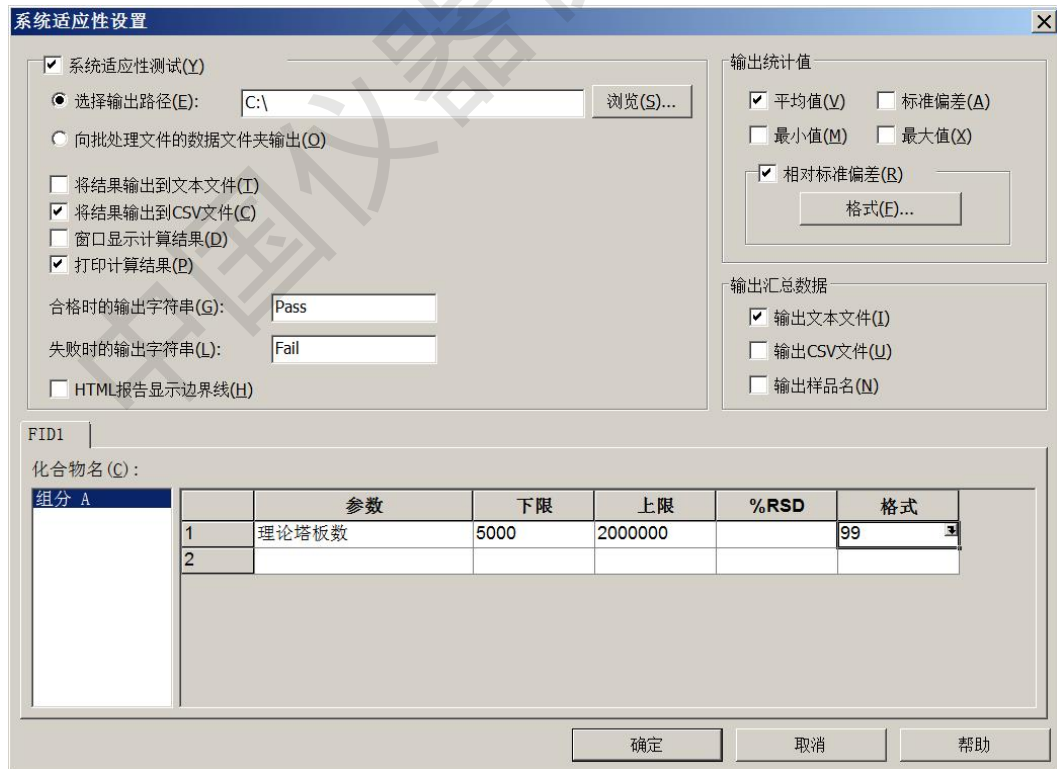 系统适应性设置
系统适应性测试(Y)
选择输出路径(E):
C:\
浏览(S)...
向批处理文件的数据文件夹输出(O)
将结果输出到文本文件(T)
将结果输出到CSV文件(C)
窗口显示计算结果(D)
打印计算结果(P)
合格时的输出字符串(G):
Pass
失败时的输出字符串(L):
Fail
HTML报告显示边界线(H)
输出统计值
平均值(V) 标准偏差(A)
最小值(M) 最大值(X)
相对标准偏差(R)
格式(F)...
输出汇总数据
输出文本文件(I)
输出CSV文件(U)
输出样品名(N)
FID1
化合物名(C):
组分 A
参数 下限 上限 %RSD 格式
1 理论塔板数 5000 2000000 99
2
确定 取消 帮助
中国仪器